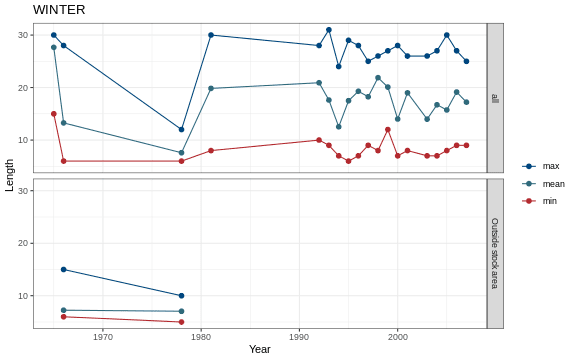 WINTER
30
20
10
all
30
20
10
Outside stock area
Length
1970
1980
1990
2000
Year
max
mean
min